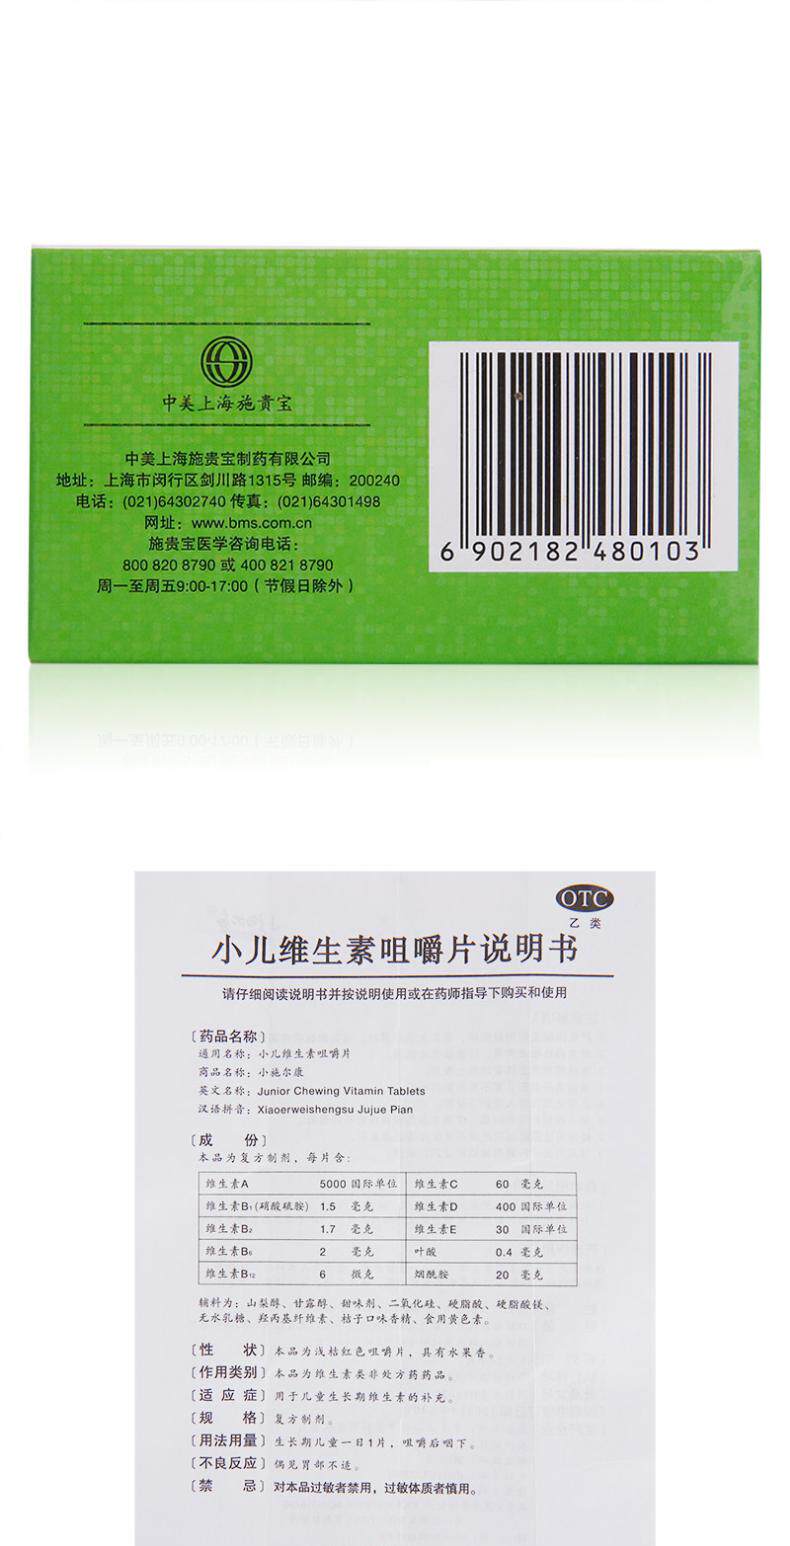 中美上海施贵宝
中美上海施贵宝制药有限公司
地址：上海市闵行区剑川路1315号 邮编：200240
电话：(021)64302740 传真：(021)64301498
网址：www.bms.com.cn
施贵宝医学咨询电话：
800 820 8790 或 400 821 8790
周一至周五9:00-17:00（节假日除外）
6 902182 480103
OTC
乙类
小儿维生素咀嚼片说明书
请仔细阅读说明书并按说明使用或在药师指导下购买和使用
〔药品名称〕
通用名称：小儿维生素咀嚼片
商品名称：小施尔康
英文名称：Junior Chewing Vitamin Tablets
汉语拼音：Xiaoerweishengsu Jujue Pian
〔成 份〕
本品为复方制剂，每片含：
维生素A 5000 国际单位 维生素C 60 毫克
维生素B₁(硝酸硫胺) 1.5 毫克 维生素D 400 国际单位
维生素B₂ 1.7 毫克 维生素E 30 国际单位
维生素B₆ 2 毫克 叶酸 0.4 毫克
维生素B₁₂ 6 微克 烟酰胺 20 毫克
辅料为：山梨醇、甘露醇、甜味剂、二氧化硅、硬脂酸、硬脂酸镁、
无水乳糖、羟丙基纤维素、桔子口味香精、食用黄色素。
〔性 状〕本品为浅桔红色咀嚼片，具有水果香。
〔作用类别〕本品为维生素类非处方药药品。
〔适 应 症〕用于儿童生长期维生素的补充。
〔规 格〕复方制剂。
〔用法用量〕生长期儿童一日1片，咀嚼后咽下。
〔不良反应〕偶见胃部不适。
〔禁 忌〕对本品过敏者禁用，过敏体质者慎用。